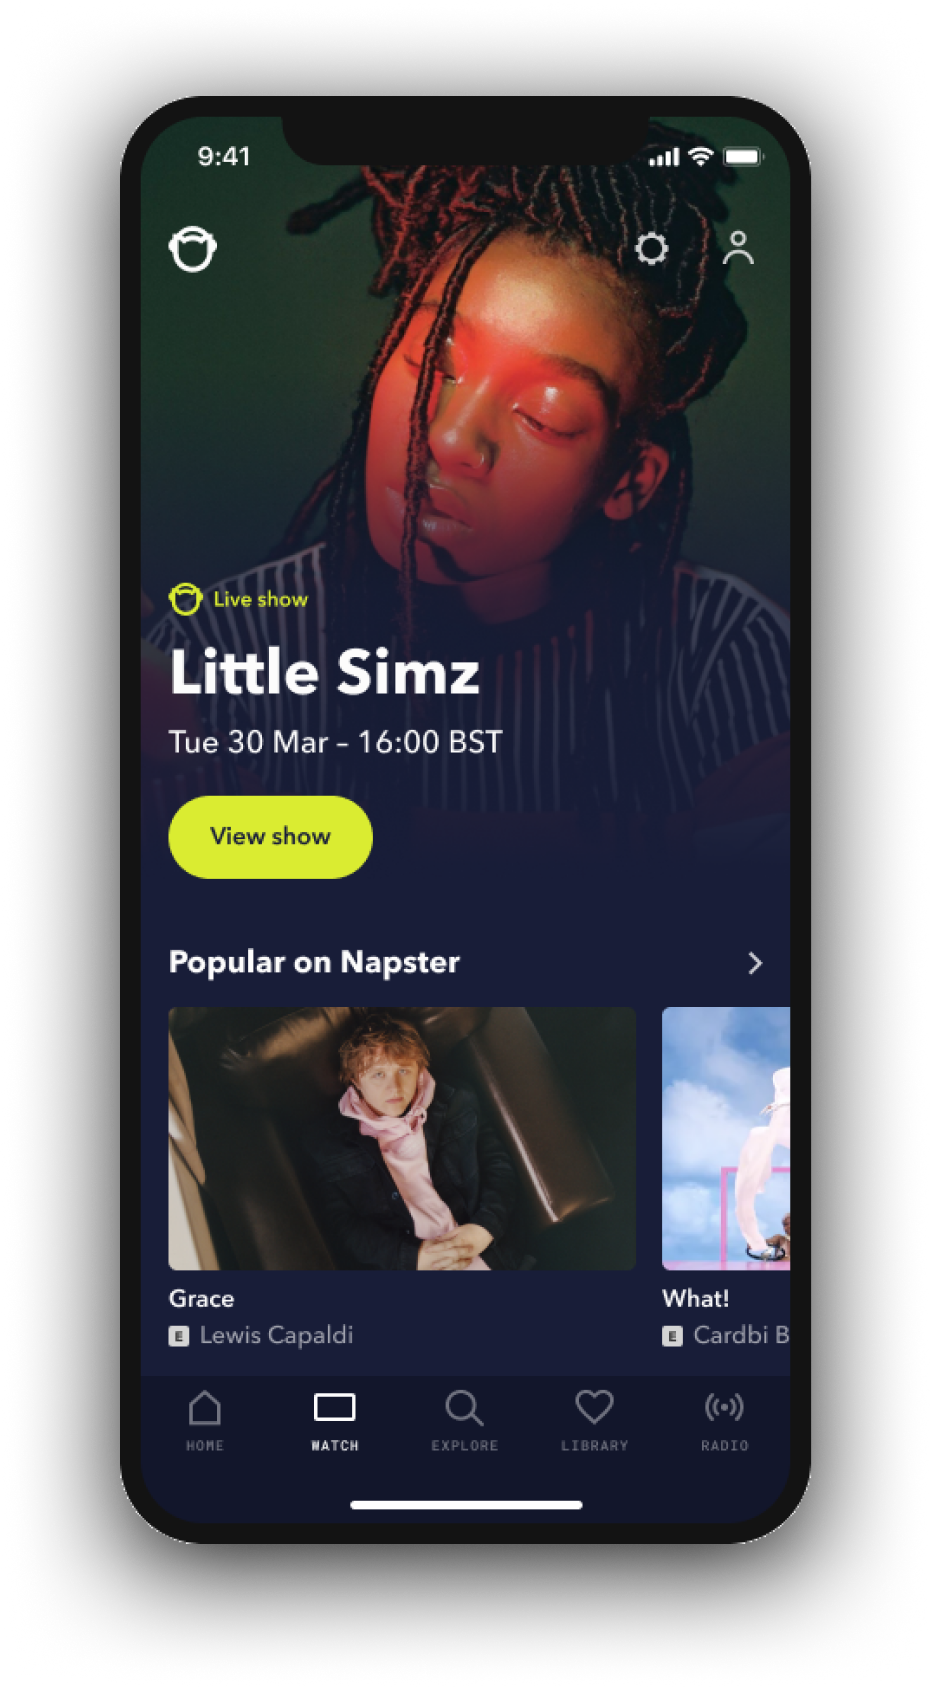 9:41
Live show
Little Simz
Tue 30 Mar – 16:00 BST
View show
Popular on Napster
Grace
E Lewis Capaldi
What!
E Cardbi B
HOME
WATCH
EXPLORE
LIBRARY
RADIO